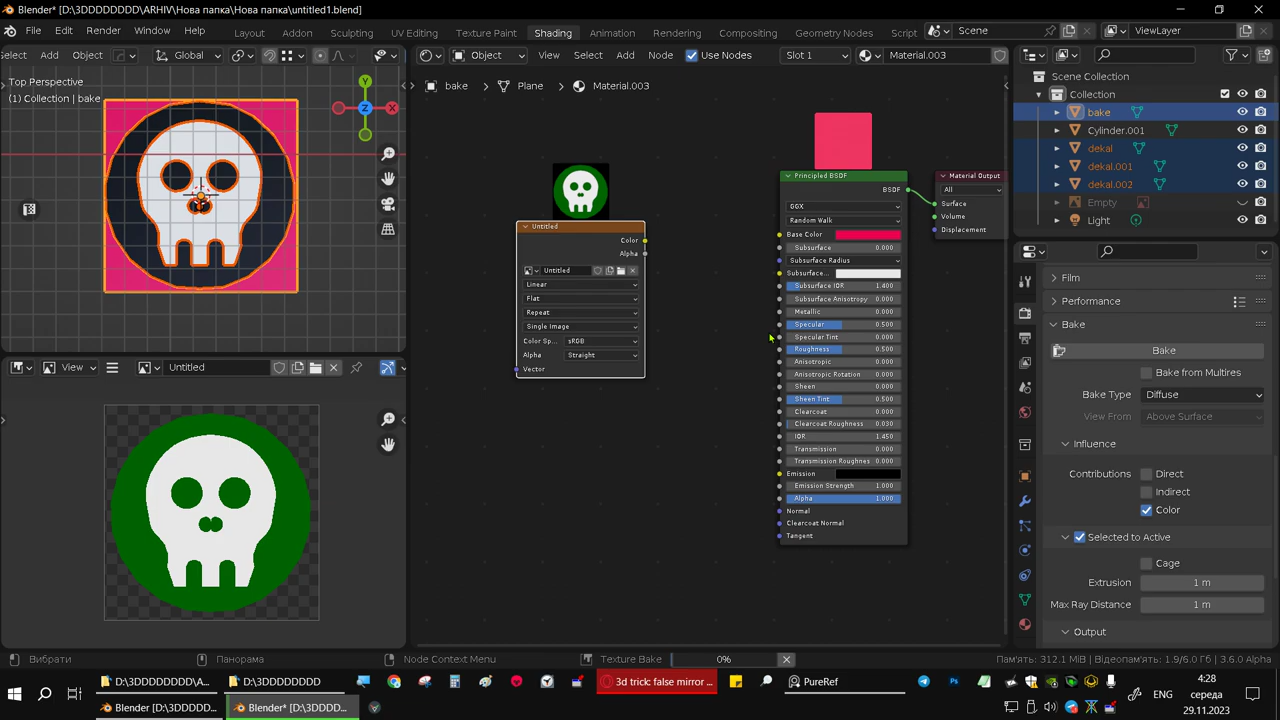 Blender* [D:\3DDDDDDDD\ARHIV\Нова папка\Нова папка\untitled1.blend]
File Edit Render Window Help Layout Modeling Sculpting UV Editing Texture Paint Shading Animation Rendering Compositing Geometry Nodes Script Scene ViewLayer
Select Add Object Global
Object View Select Add Node Use Nodes Slot 1 Material.003
Top Perspective
(1) Collection | bake
Y
Z
X
bake > Plane > Material.003
Untitled
Color
Alpha
Untitled
Linear
Flat
Repeat
Single Image
Color Sp... sRGB
Alpha Straight
Vector
Principled BSDF
BSDF
GGX
Random Walk
Base Color
Subsurface 0.000
Subsurface Radius
Subsurface...
Subsurface IOR 1.400
Subsurface Anisotropy 0.000
Metallic 0.000
Specular 0.500
Specular Tint 0.000
Roughness 0.500
Anisotropic 0.000
Anisotropic Rotation 0.000
Sheen 0.000
Sheen Tint 0.500
Clearcoat 0.000
Clearcoat Roughness 0.030
IOR 1.450
Transmission 0.000
Transmission Roughnes 0.000
Emission
Emission Strength 1.000
Alpha 1.000
Normal
Clearcoat Normal
Tangent
Material Output
All
Surface
Volume
Displacement
Scene Collection
Collection
bake
Cylinder.001
dekal
dekal.001
dekal.002
Empty
Light
Film
Performance
Bake
Bake
Bake from Multires
Bake Type Diffuse
View From Above Surface
Influence
Contributions Direct
Indirect
Color
Selected to Active
Cage
Extrusion 1 m
Max Ray Distance 1 m
Output
View Untitled
Вибрати Панорама Node Context Menu Texture Bake 0% Пам'ять: 312.1 MiB | Відеопам'ять: 1.9/6.0 Гб | 3.6.0 Alpha
D:\3DDDDDDDD\A... D:\3DDDDDDDD 3d trick: false mirror ... PureRef
Blender [D:\3DDDD... Blender* [D:\3DDDD...
ENG
4:28
середа
29.11.2023